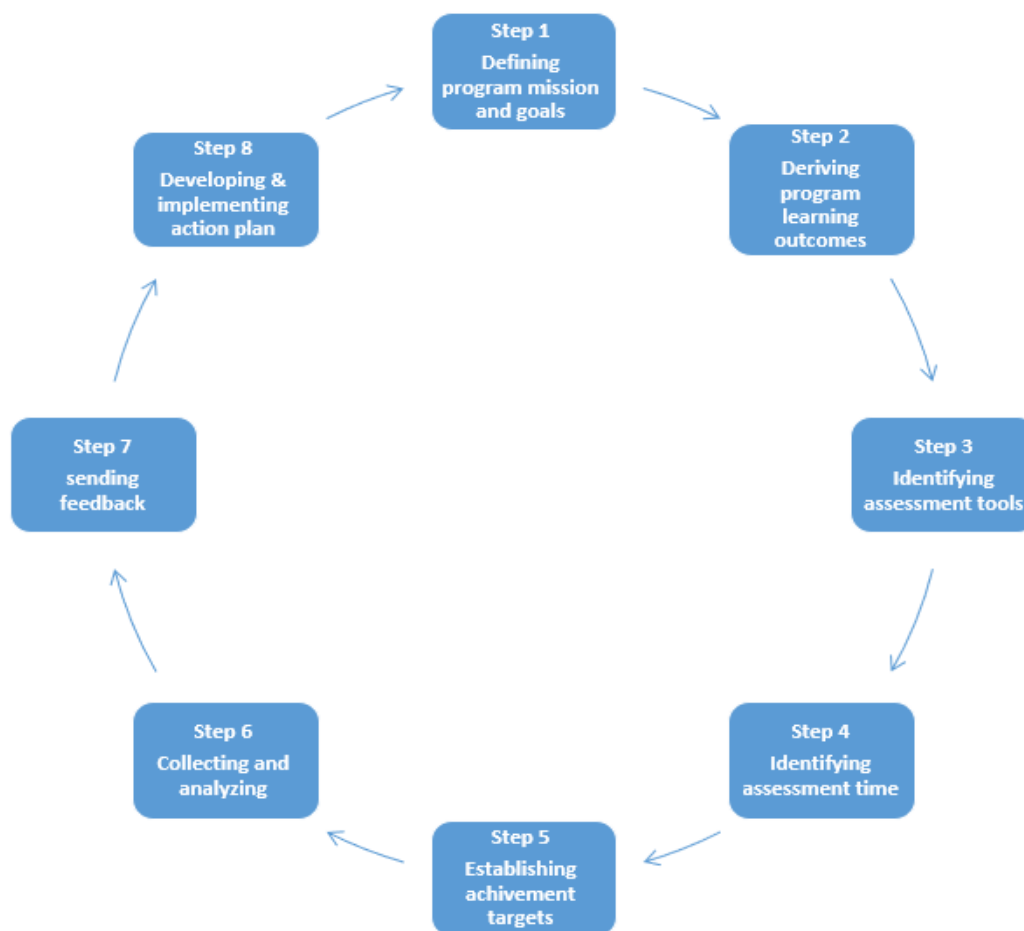 Step 1
Defining
program mission
and goals
Step 2
Deriving
program
learning
outcomes
Step 3
Identifying
assessment tools
Step 4
Identifying
assessment time
Step 5
Establishing
achivement
targets
Step 6
Collecting and
analyzing
Step 7
sending
feedback
Step 8
Developing &
implementing
action plan